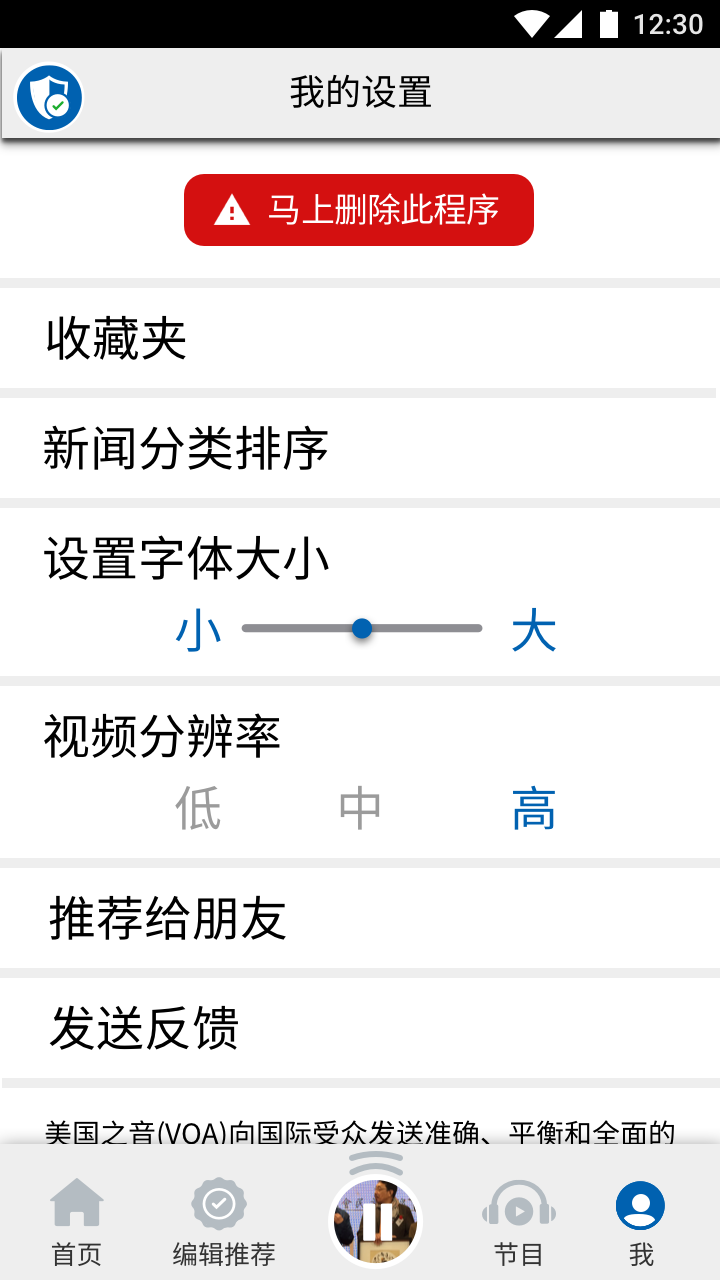 12:30
我的设置
马上删除此程序
收藏夹
新闻分类排序
设置字体大小
小 大
视频分辨率
低 中 高
推荐给朋友
发送反馈
美国之音(VOA)向国际受众发送准确、平衡和全面的
首页 编辑推荐 节目 我